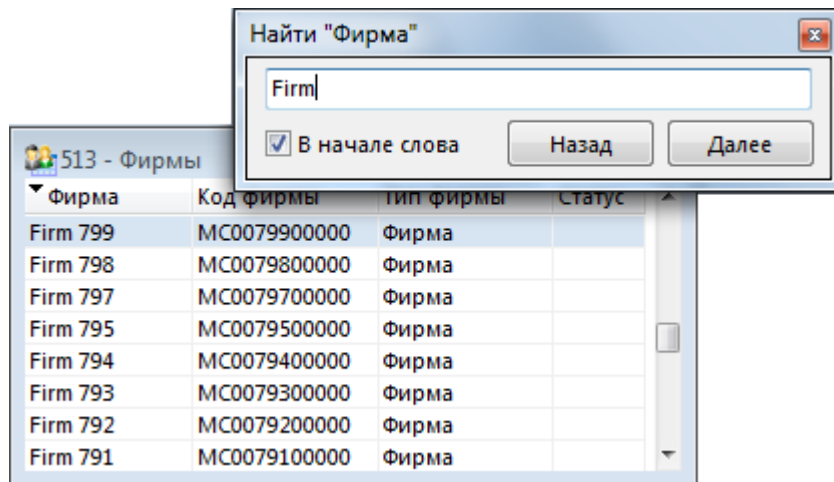 Найти "Фирма"
Firm
В начале слова Назад Далее
513 - Фирмы
Фирма Код фирмы Тип фирмы Статус
Firm 799 MC0079900000 Фирма
Firm 798 MC0079800000 Фирма
Firm 797 MC0079700000 Фирма
Firm 795 MC0079500000 Фирма
Firm 794 MC0079400000 Фирма
Firm 793 MC0079300000 Фирма
Firm 792 MC0079200000 Фирма
Firm 791 MC0079100000 Фирма